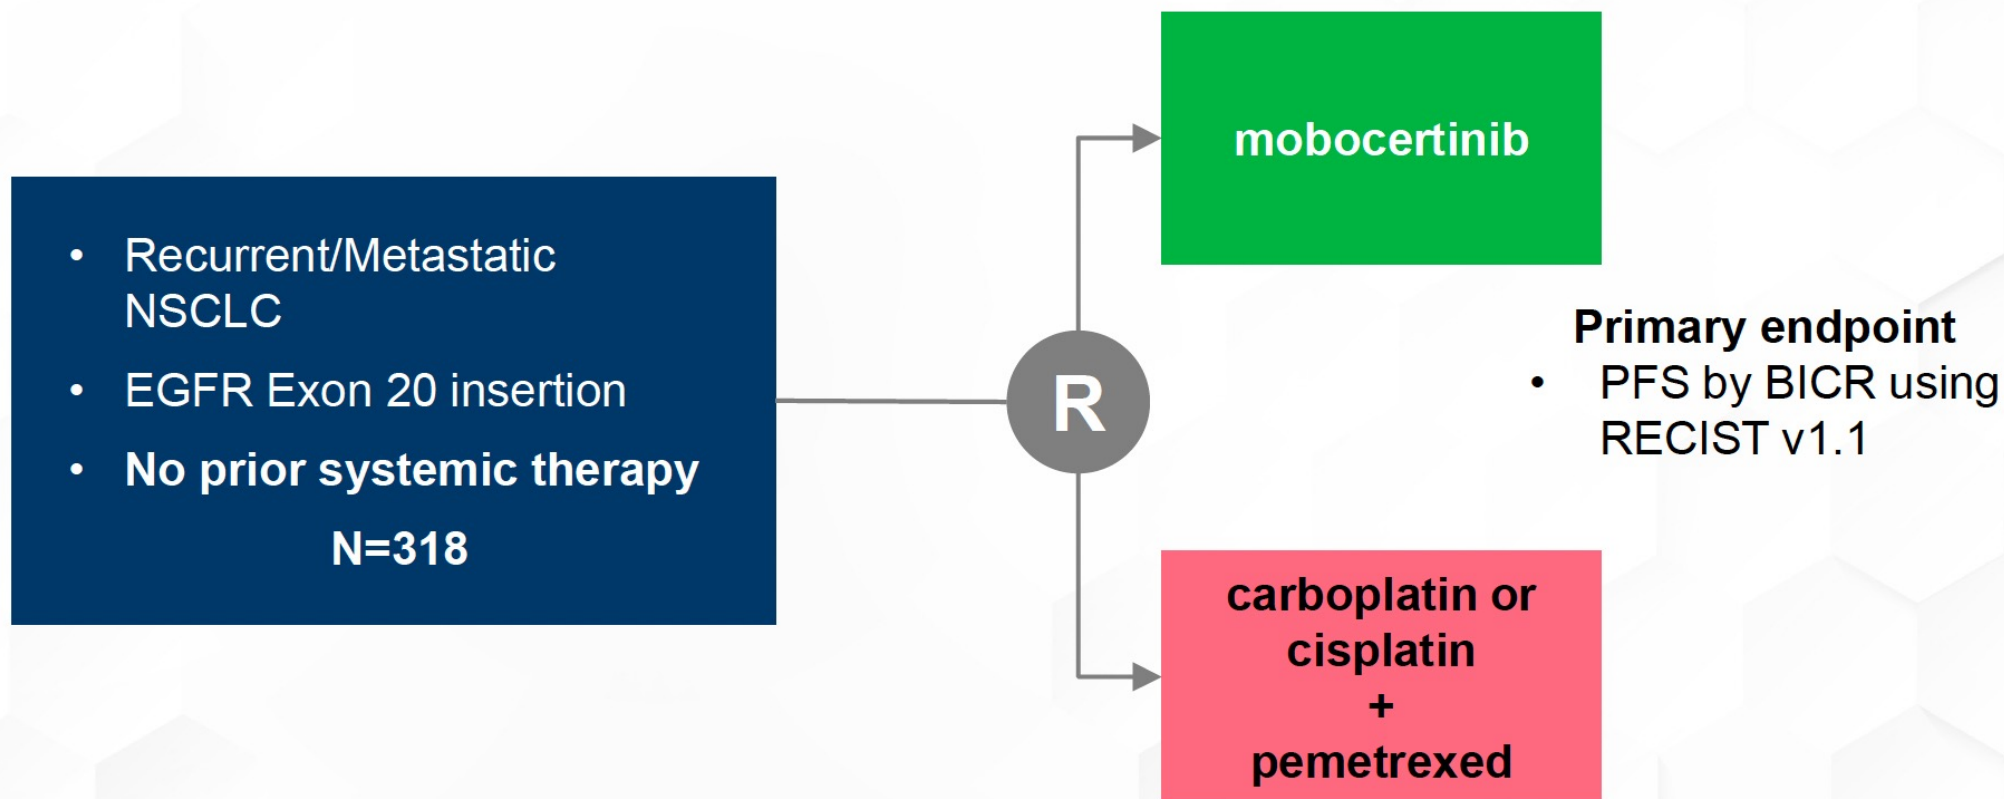 • Recurrent/Metastatic
NSCLC
• EGFR Exon 20 insertion
• No prior systemic therapy
N=318
R
mobocertinib
carboplatin or
cisplatin
+
pemetrexed
Primary endpoint
• PFS by BICR using
RECIST v1.1